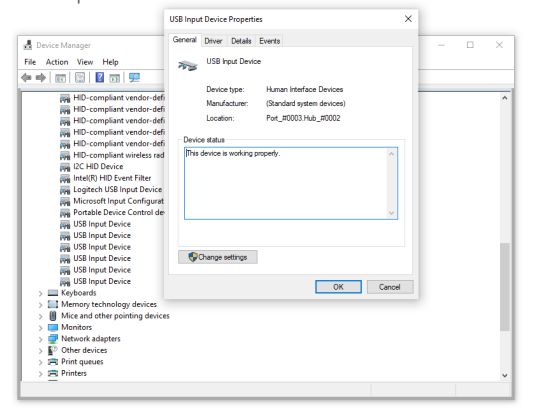 USB Input Device Properties
General Driver Details Events
USB Input Device
Device type: Human Interface Devices
Manufacturer: (Standard system devices)
Location: Port_#0003.Hub_#0002
Device status
This device is working properly.
Change settings
OK Cancel
Device Manager
File Action View Help
HID-compliant vendor-defi
HID-compliant vendor-defi
HID-compliant vendor-defi
HID-compliant vendor-defi
HID-compliant vendor-defi
HID-compliant wireless rad
I2C HID Device
Intel(R) HID Event Filter
Logitech USB Input Device
Microsoft Input Configurat
Portable Device Control de
USB Input Device
USB Input Device
USB Input Device
USB Input Device
USB Input Device
USB Input Device
Keyboards
Memory technology devices
Mice and other pointing devices
Monitors
Network adapters
Other devices
Print queues
Printers